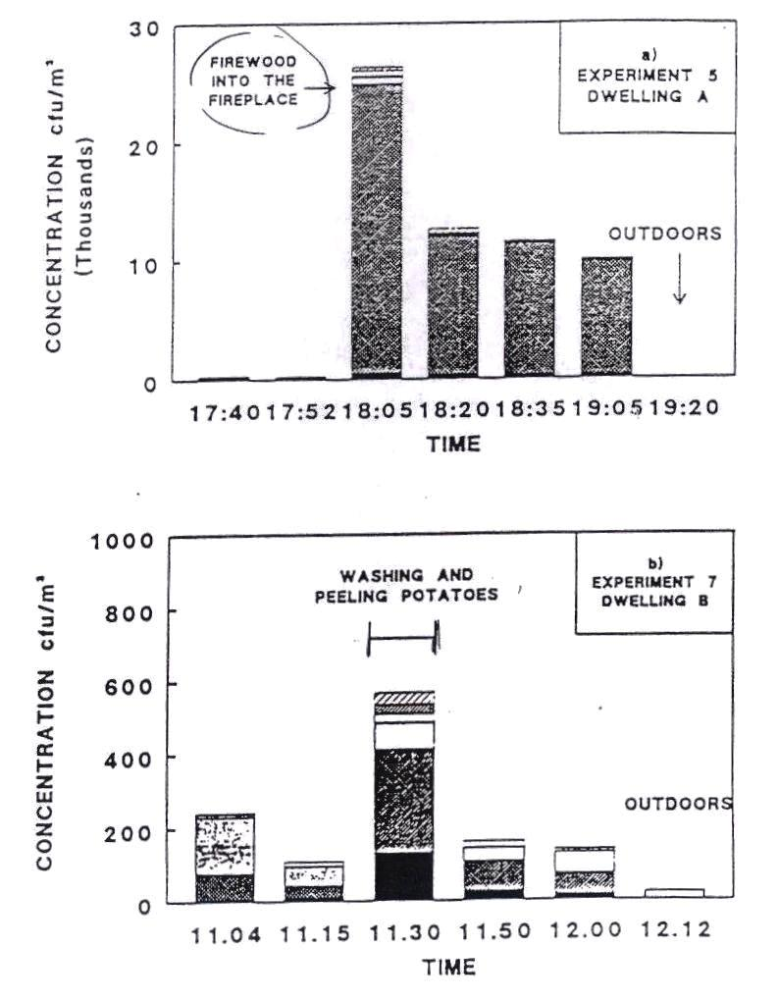 30
20
10
0
CONCENTRATION cfu/m³
(Thousands)
FIREWOOD
INTO THE
FIREPLACE
a)
EXPERIMENT 5
DWELLING A
OUTDOORS
17:40 17:52 18:05 18:20 18:35 19:05 19:20
TIME
1000
800
600
400
200
0
CONCENTRATION cfu/m³
WASHING AND
PEELING POTATOES
b)
EXPERIMENT 7
DWELLING B
OUTDOORS
11.04 11.15 11.30 11.50 12.00 12.12
TIME